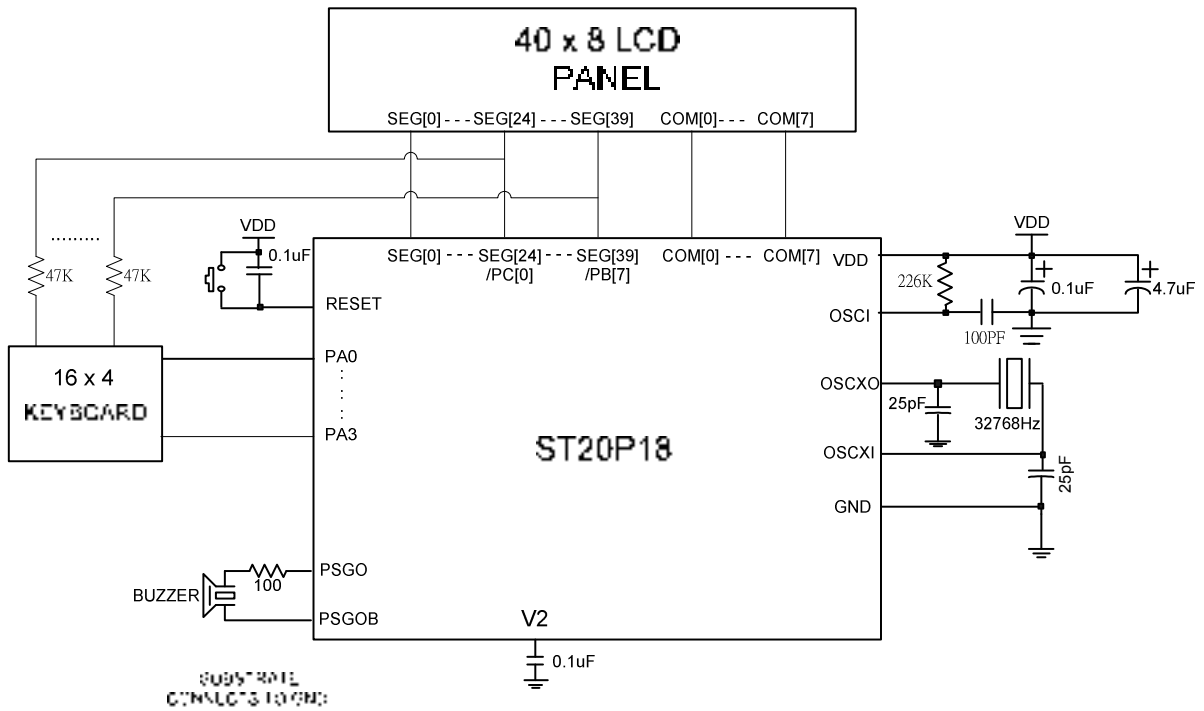 40 x 8 LCD
PANEL
SEG[0] - - - SEG[24] - - - SEG[39] COM[0] - - - COM[7]
VDD
0.1uF
47K
47K
SEG[0] - - - - SEG[24] - - - SEG[39] COM[0] - - - COM[7]
/PC[0] /PB[7]
RESET
VDD
VDD
226K
0.1uF
4.7uF
OSCI
100PF
16 x 4
KEYBOARD
PA0
PA3
OSCXO
25pF
32768Hz
ST20P18
OSCXI
25pF
GND
BUZZER
100
PSGO
PSGOB
V2
0.1uF
SUBSTRATE
CONNECTS TO GND